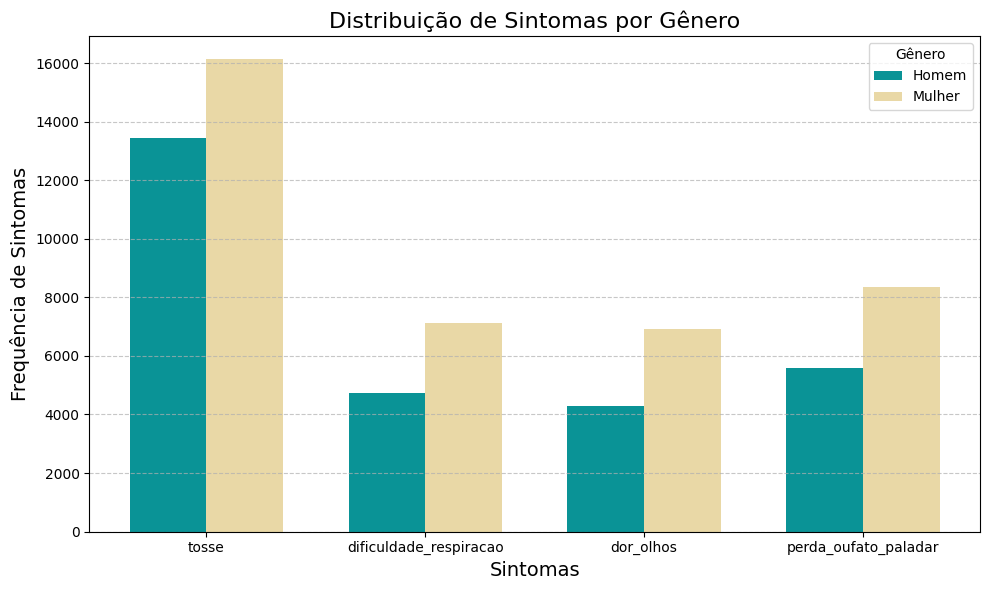 Distribuição de Sintomas por Gênero
Gênero
Homem
Mulher
Frequência de Sintomas
16000
14000
12000
10000
8000
6000
4000
2000
0
tosse
dificuldade_respiracao
dor_olhos
perda_oufato_paladar
Sintomas